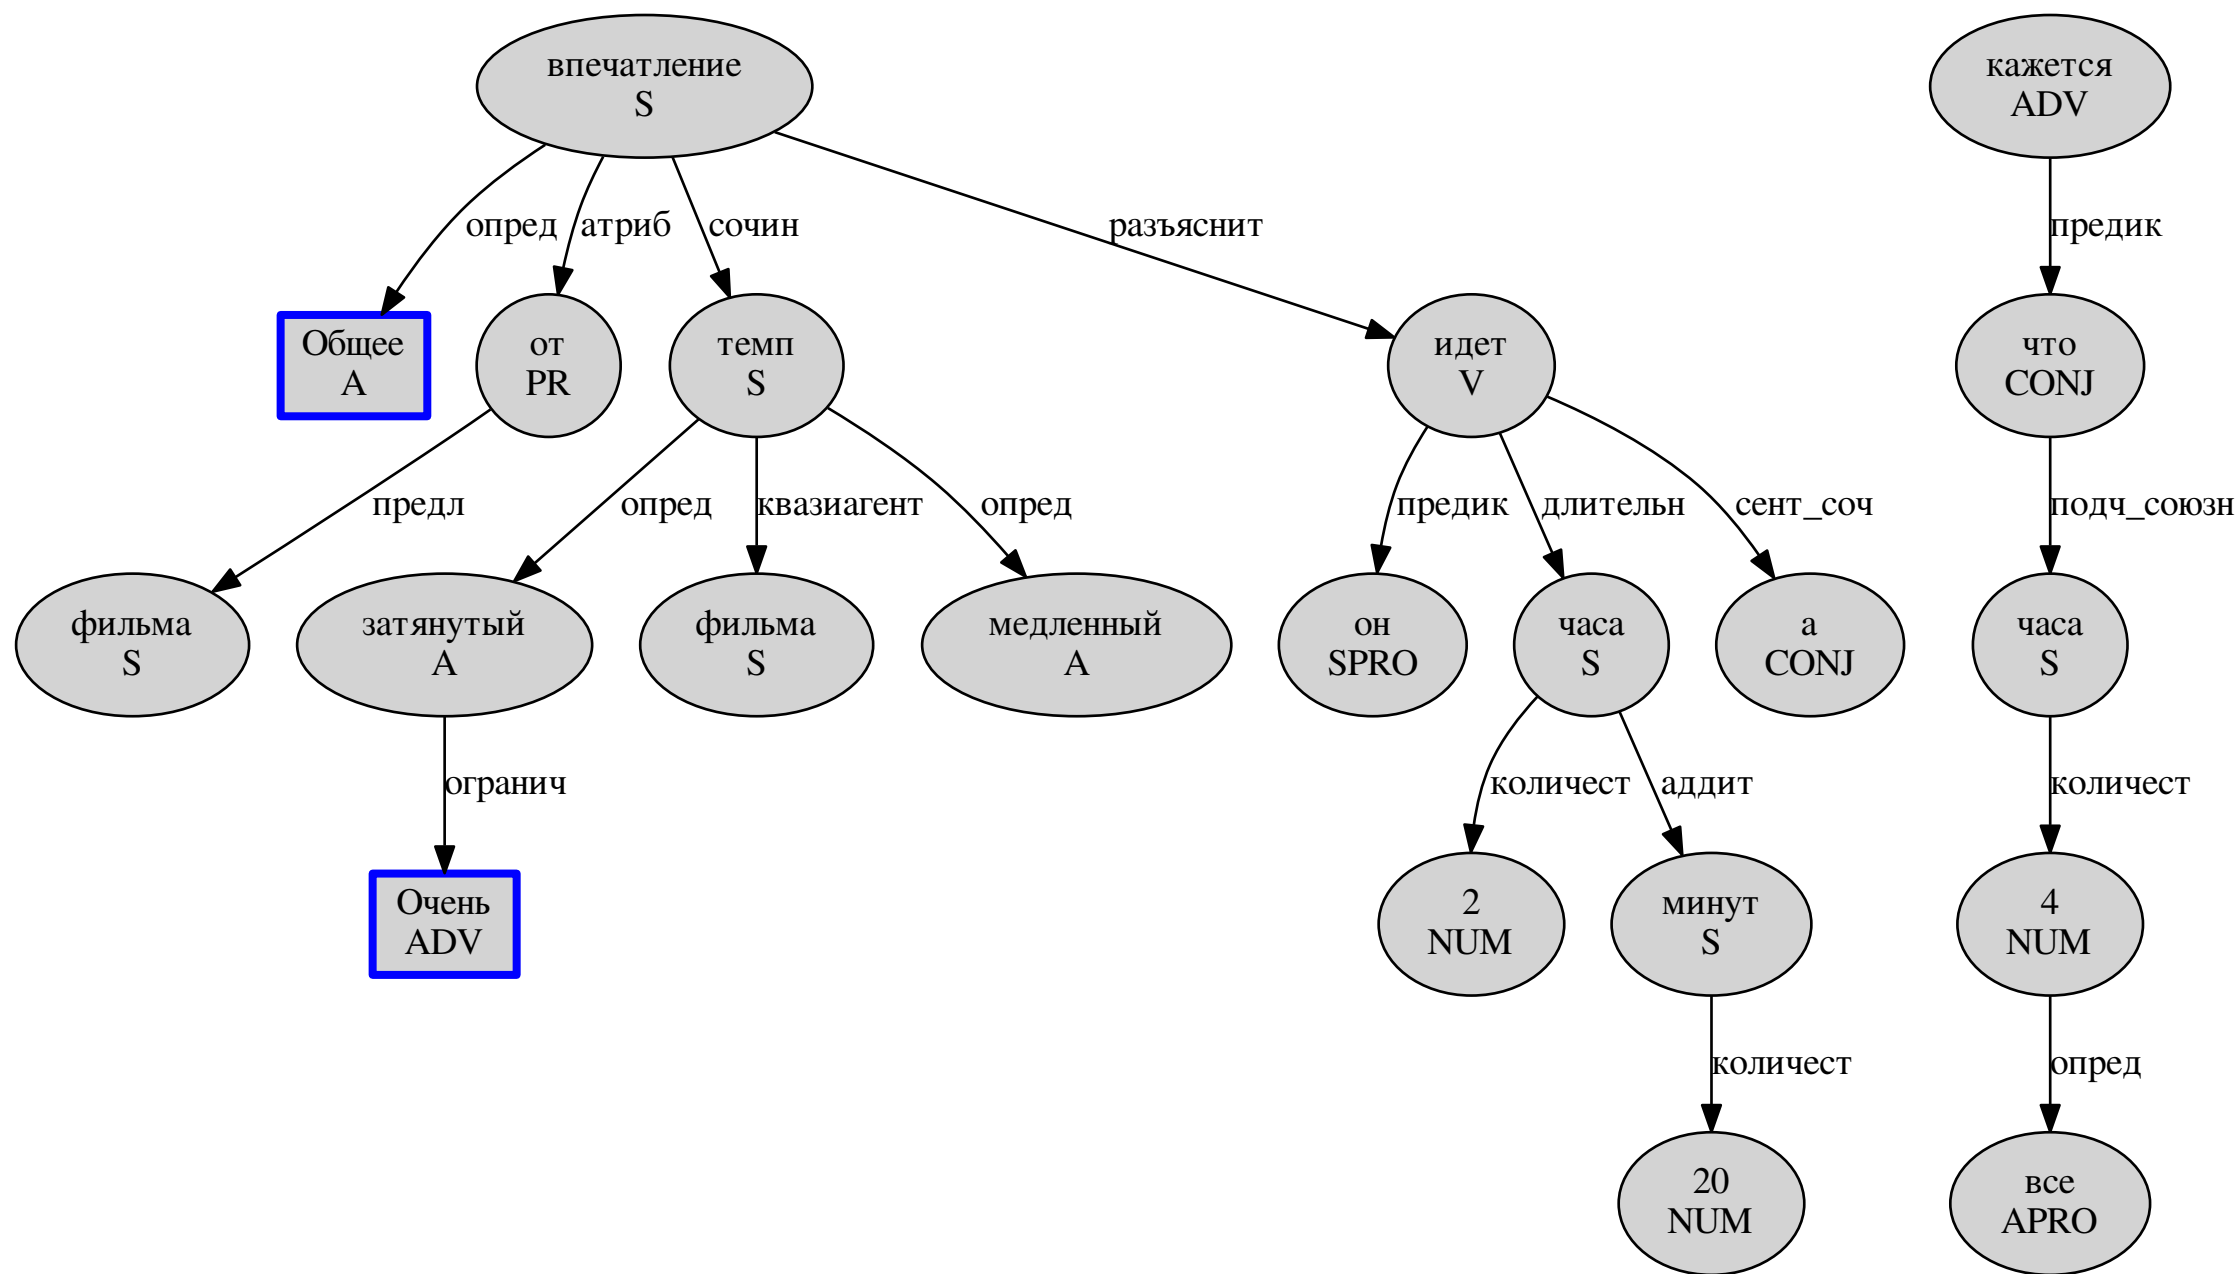 впечатление
S
кажется
ADV
опред
атриб
сочин
разъяснит
предик
Общее
A
от
PR
темп
S
идет
V
что
CONJ
предл
опред
квазиагент
опред
предик
длительн
сент_соч
подч_союзн
фильма
S
затянутый
A
фильма
S
медленный
A
он
SPRO
часа
S
а
CONJ
часа
S
огранич
количест
аддит
количест
Очень
ADV
2
NUM
минут
S
4
NUM
количест
опред
20
NUM
все
APRO